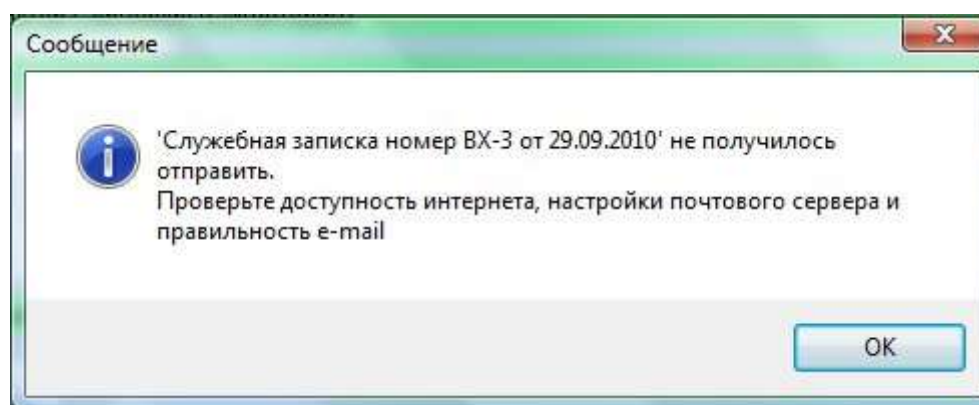 Сообщение
'Служебная записка номер ВХ-3 от 29.09.2010' не получилось
отправить.
Проверьте доступность интернета, настройки почтового сервера и
правильность e-mail
OK